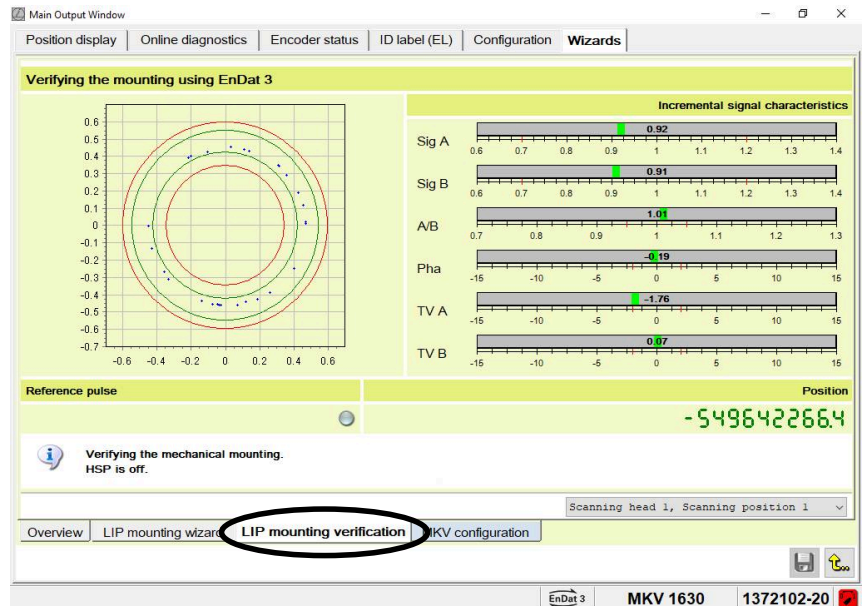 Main Output Window
Position display Online diagnostics Encoder status ID label (EL) Configuration Wizards
Verifying the mounting using EnDat 3
Incremental signal characteristics
0.6
0.5
0.4
0.3
0.2
0.1
0
-0.1
-0.2
-0.3
-0.4
-0.5
-0.6
-0.7
-0.6 -0.4 -0.2 0 0.2 0.4 0.6
Sig A
0.92
0.6 0.7 0.8 0.9 1 1.1 1.2 1.3 1.4
Sig B
0.91
0.6 0.7 0.8 0.9 1 1.1 1.2 1.3 1.4
A/B
1.01
0.7 0.8 0.9 1 1.1 1.2 1.3
Pha
-0.19
-15 -10 -5 0 5 10 15
TV A
-1.76
-15 -10 -5 0 5 10 15
TV B
0.07
-15 -10 -5 0 5 10 15
Reference pulse
Position
-549642266.4
Verifying the mechanical mounting.
HSP is off.
Scanning head 1, Scanning position 1
Overview LIP mounting wizard LIP mounting verification MKV configuration
EnDat 3 MKV 1630 1372102-20